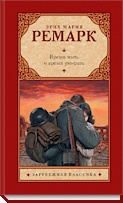 ЭРИХ МАРИЯ
РЕМАРК
Время жить
и время умирать
ЗАРУБЕЖНАЯ КЛАССИКА